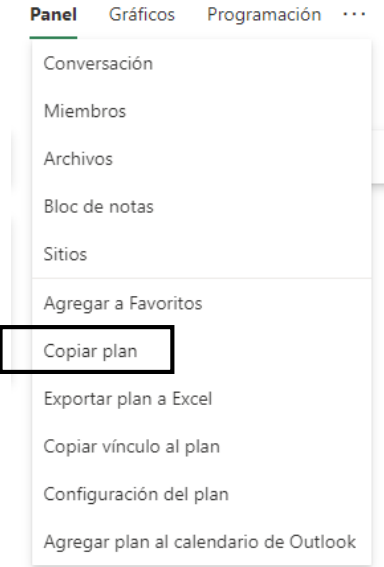 Panel Gráficos Programación ···
Conversación
Miembros
Archivos
Bloc de notas
Sitios
Agregar a Favoritos
Copiar plan
Exportar plan a Excel
Copiar vínculo al plan
Configuración del plan
Agregar plan al calendario de Outlook